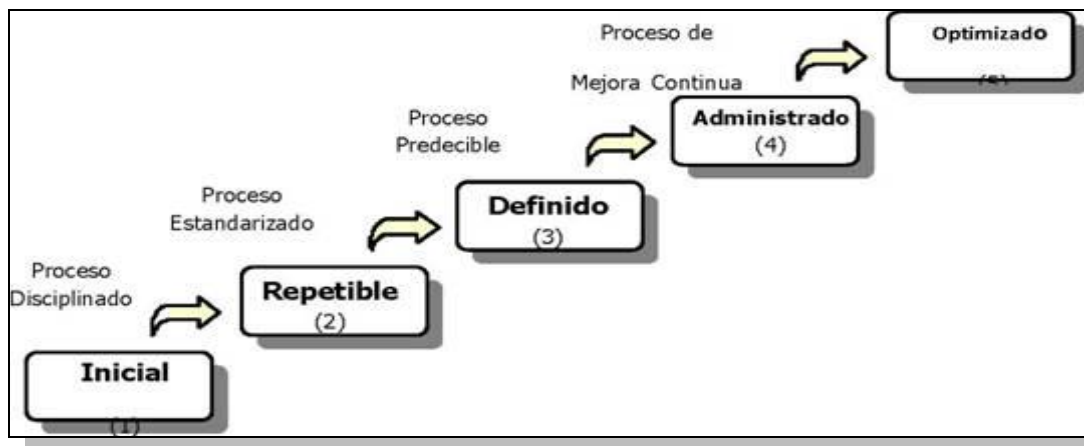 Proceso de
Mejora Continua
Optimizado
(5)
Proceso
Predecible
Administrado
(4)
Proceso
Estandarizado
Definido
(3)
Proceso
Disciplinado
Repetible
(2)
Inicial
(1)